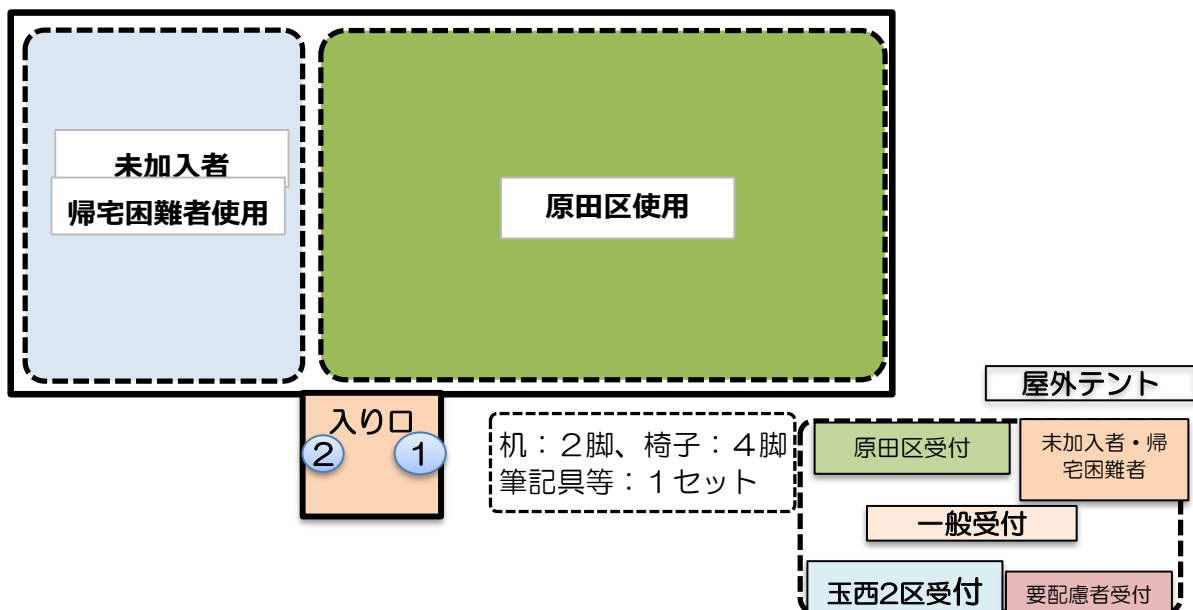 未加入者
帰宅困難者使用
原田区使用
入り口
②
①
机：２脚、椅子：４脚
筆記具等：１セット
屋外テント
原田区受付
未加入者・帰
宅困難者
一般受付
玉西2区受付
要配慮者受付